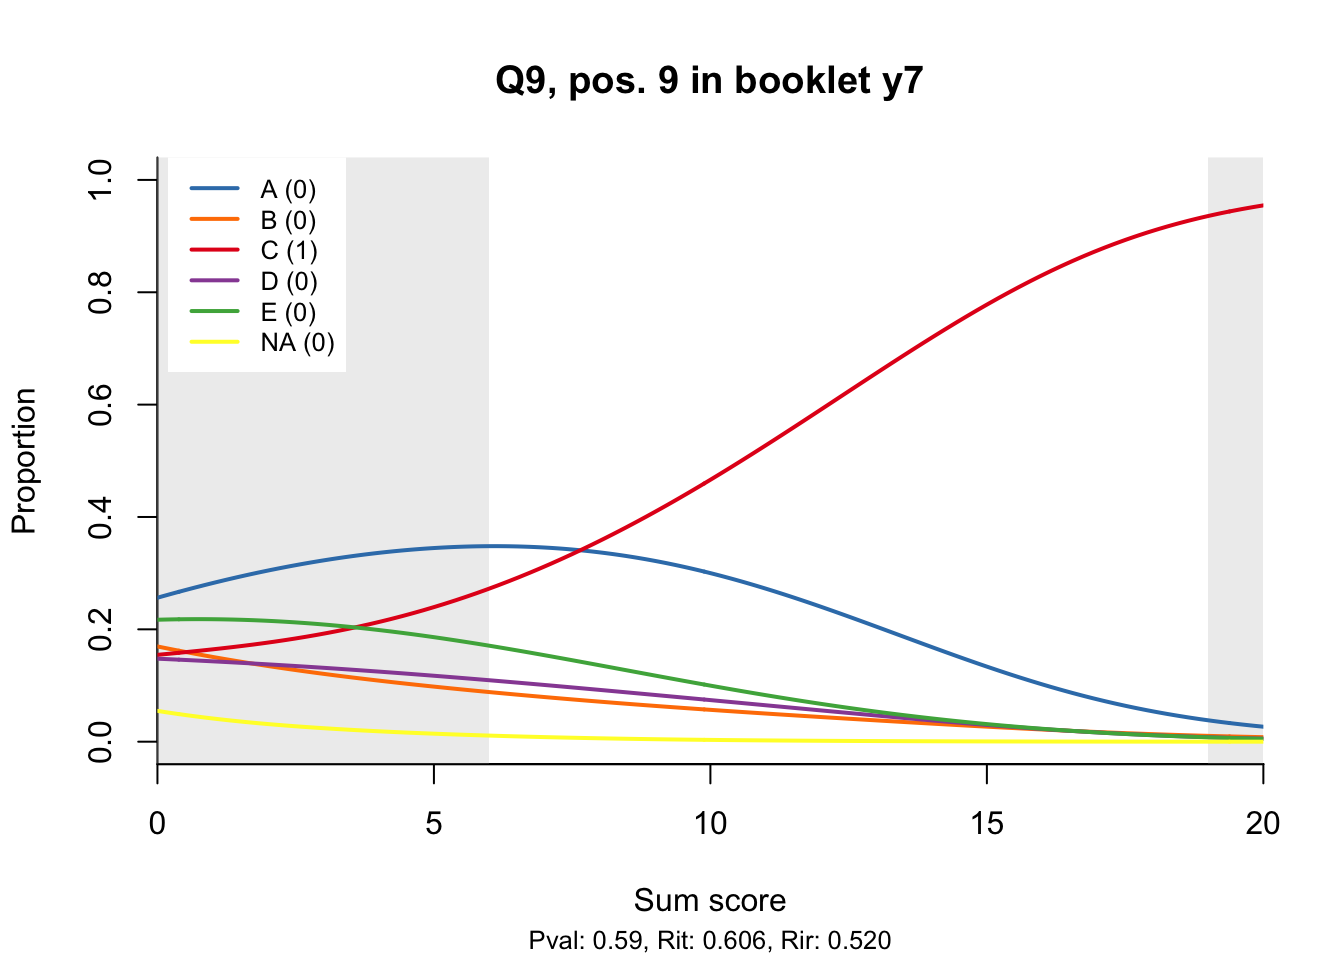 Q9, pos. 9 in booklet y7
A (0)
B (0)
C (1)
D (0)
E (0)
NA (0)
Proportion
1.0
0.8
0.6
0.4
0.2
0.0
0 5 10 15 20
Sum score
Pval: 0.59, Rit: 0.606, Rir: 0.520